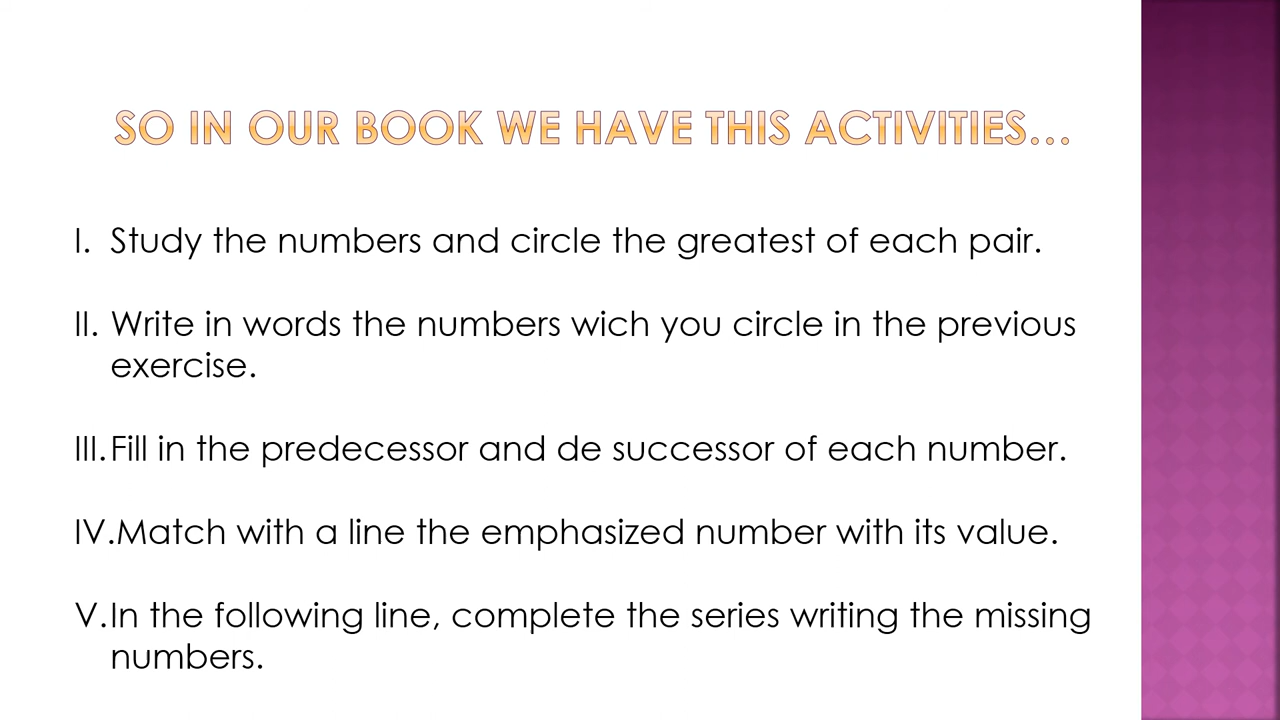 SO IN OUR BOOK WE HAVE THIS ACTIVITIES...
I. Study the numbers and circle the greatest of each pair.
II. Write in words the numbers wich you circle in the previous
exercise.
III. Fill in the predecessor and de successor of each number.
IV. Match with a line the emphasized number with its value.
V. In the following line, complete the series writing the missing
numbers.